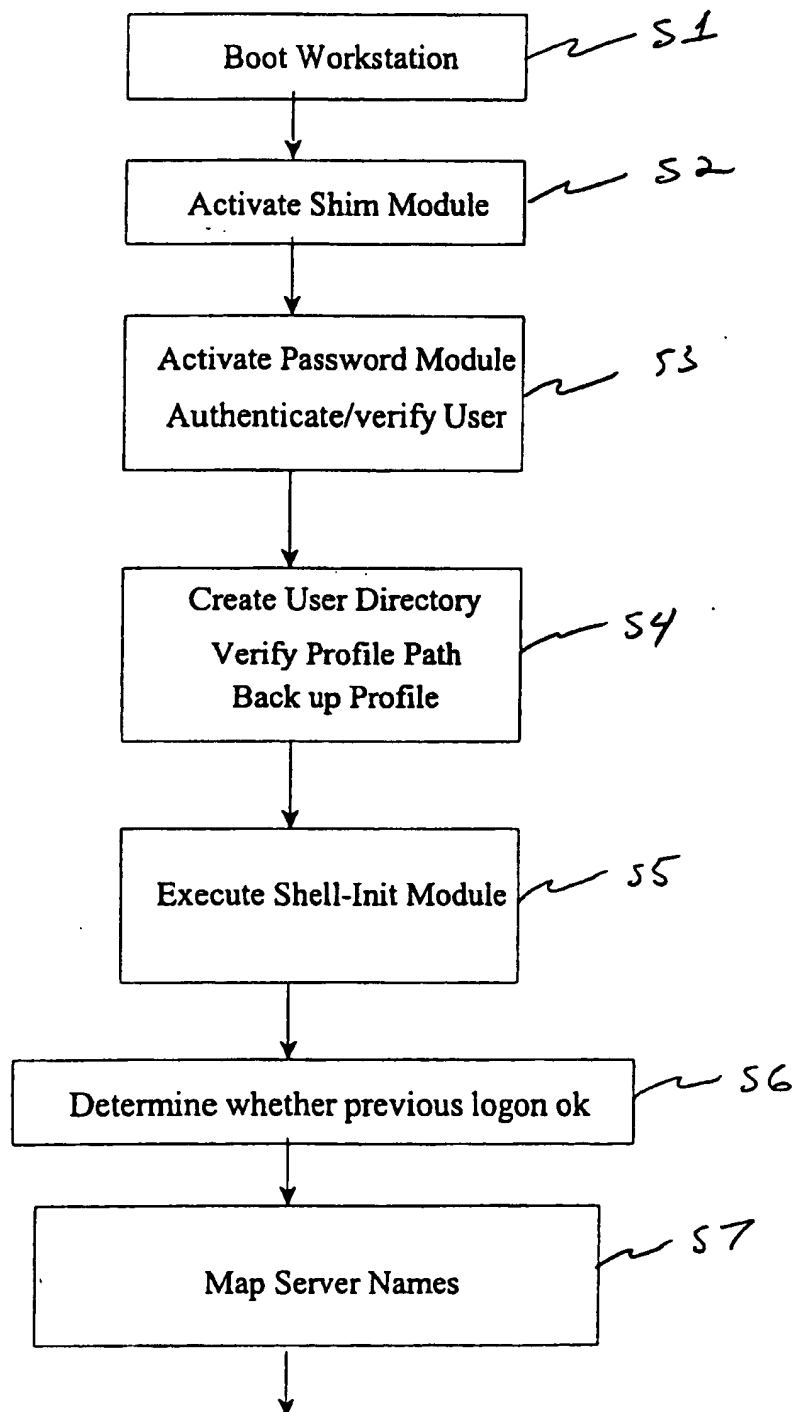 Boot Workstation
S1
Activate Shim Module
S2
Activate Password Module
Authenticate/verify User
S3
Create User Directory
Verify Profile Path
Back up Profile
S4
Execute Shell-Init Module
S5
Determine whether previous logon ok
S6
Map Server Names
S7